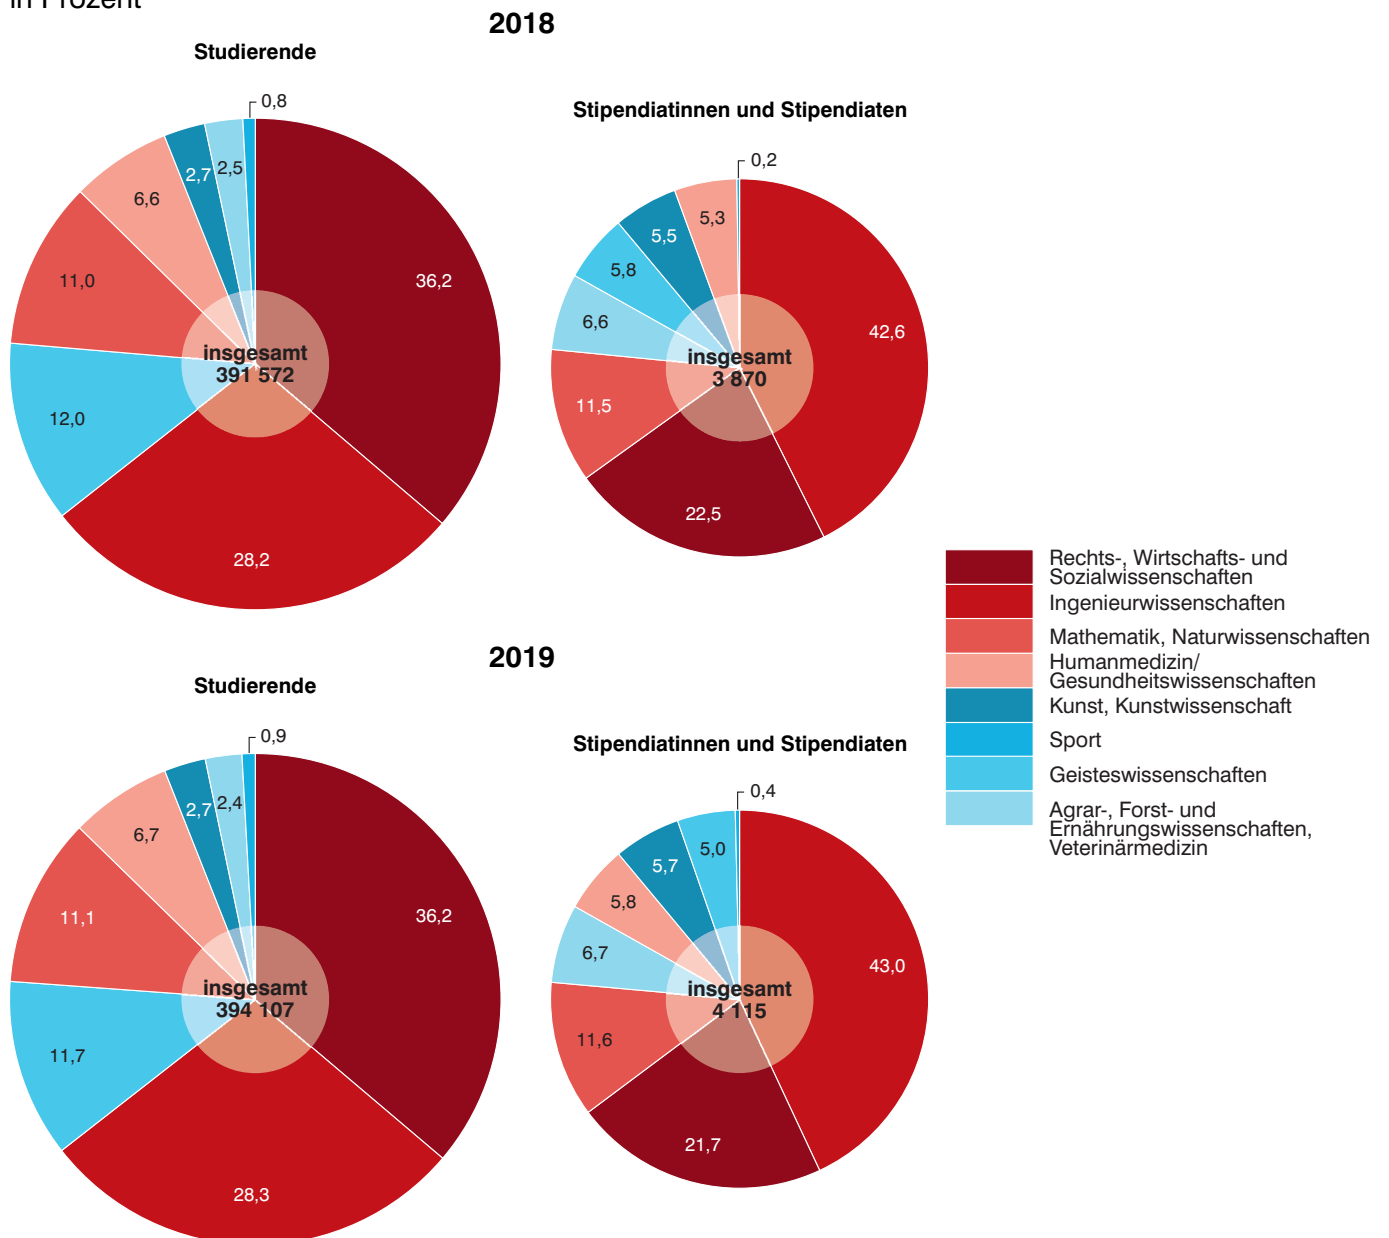 in Prozent
2018
Studierende
0,8
2,5
2,7
6,6
11,0
36,2
insgesamt
391 572
12,0
28,2
Stipendiatinnen und Stipendiaten
0,2
5,3
5,5
5,8
6,6
42,6
insgesamt
3 870
11,5
22,5
Rechts-, Wirtschafts- und
Sozialwissenschaften
Ingenieurwissenschaften
Mathematik, Naturwissenschaften
Humanmedizin/
Gesundheitswissenschaften
Kunst, Kunstwissenschaft
Sport
Geisteswissenschaften
Agrar-, Forst- und
Ernährungswissenschaften,
Veterinärmedizin
2019
Studierende
0,9
2,4
2,7
6,7
11,1
36,2
insgesamt
394 107
11,7
28,3
Stipendiatinnen und Stipendiaten
0,4
5,0
5,7
5,8
6,7
43,0
insgesamt
4 115
11,6
21,7